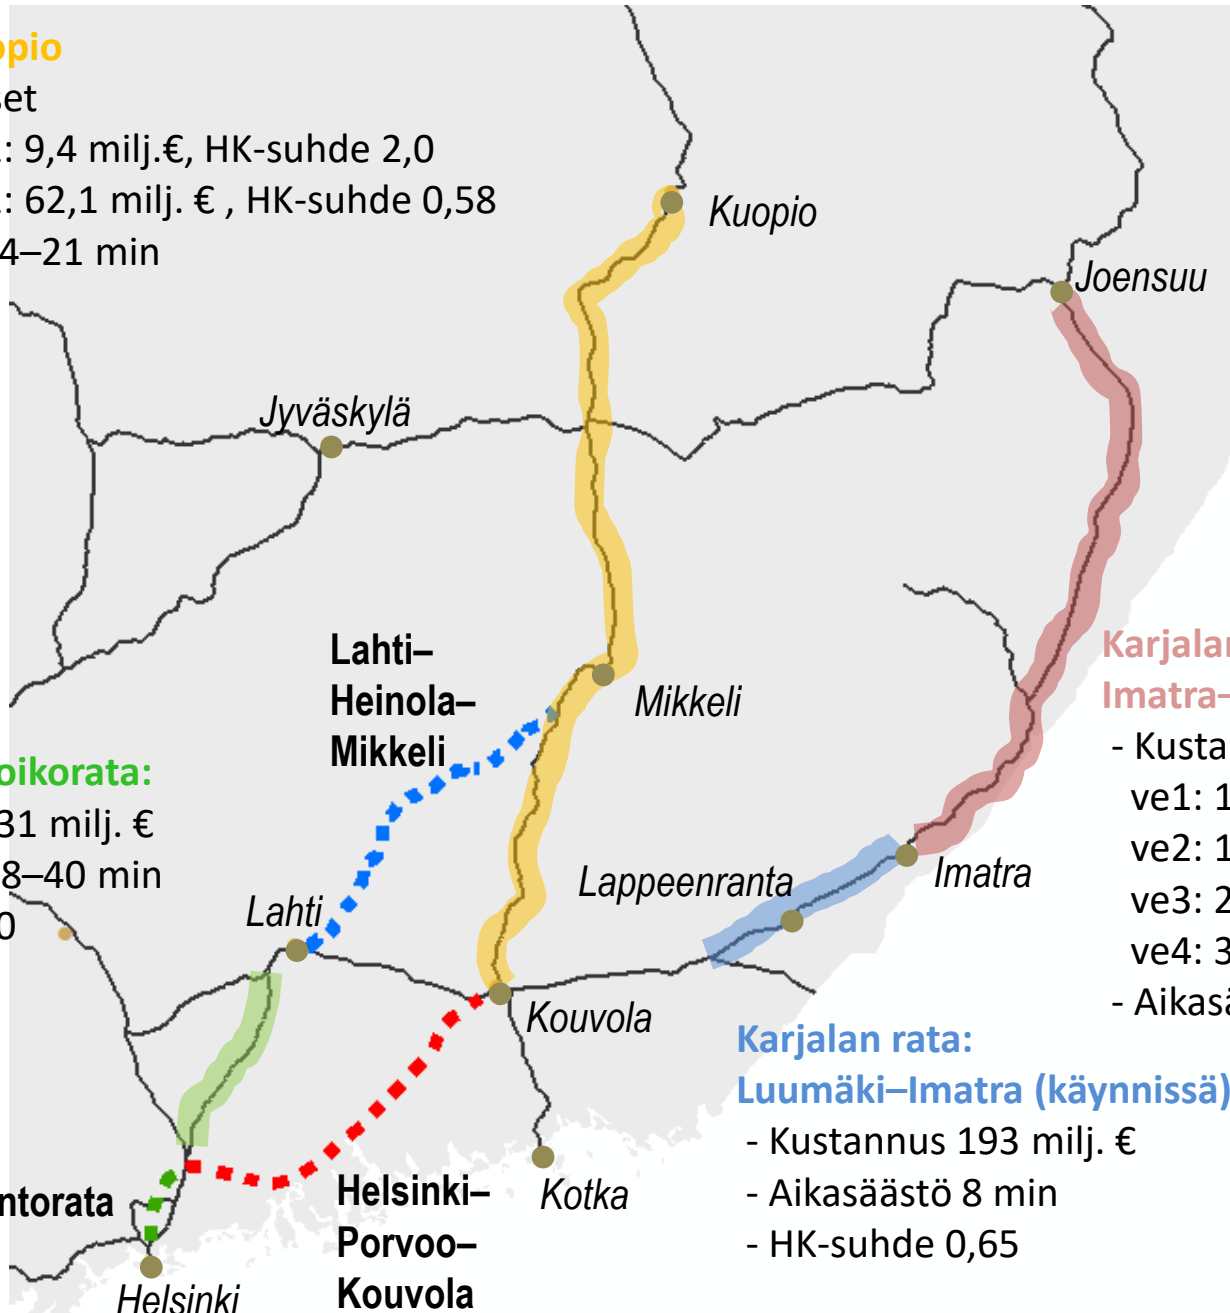 opio
set
: 9,4 milj.€, HK-suhde 2,0
: 62,1 milj. € , HK-suhde 0,58
4–21 min
Kuopio
Joensuu
Jyväskylä
Lahti–
Heinola–
Mikkeli
Mikkeli
Karjalan
Imatra–
- Kusta
ve1: 1
ve2: 1
ve3: 2
ve4: 3
- Aikasä
oikorata:
31 milj. €
8–40 min
0
Lappeenranta
Imatra
Lahti
Kouvola
Karjalan rata:
Luumäki–Imatra (käynnissä)
- Kustannus 193 milj. €
- Aikasäästö 8 min
- HK-suhde 0,65
ntorata
Helsinki–
Porvoo–
Kouvola
Kotka
Helsinki